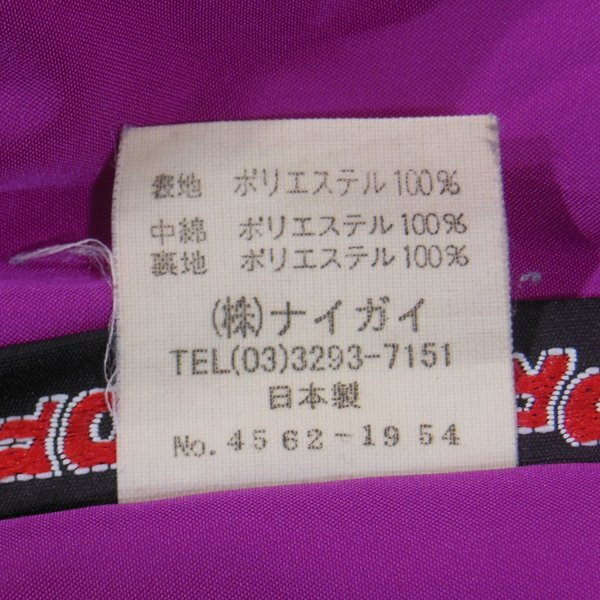 表地 ポリエステル100%
中綿 ポリエステル100%
裏地 ポリエステル100%
(株)ナイガイ
TEL(03)3293-7151
日本製
No. 4562-1954